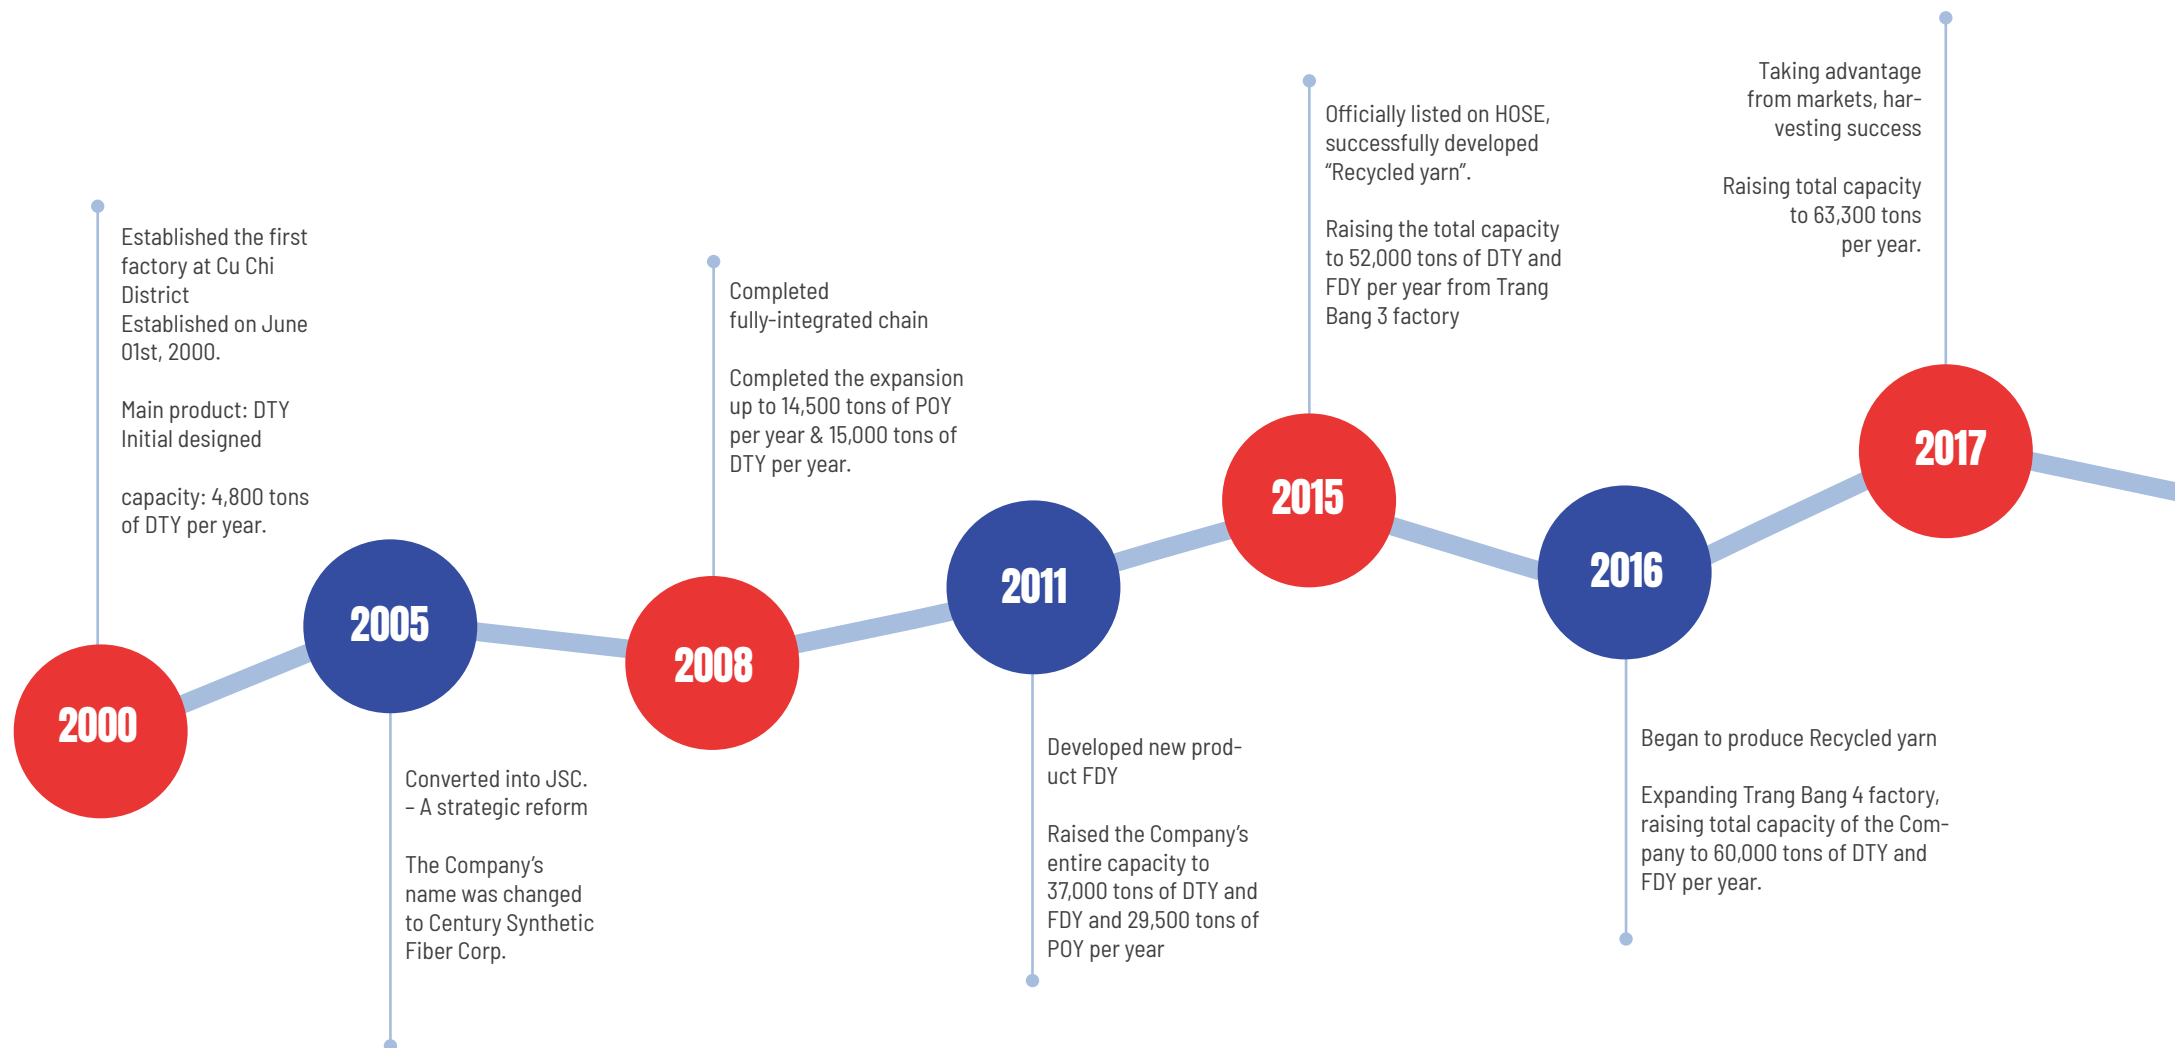 Established the first
factory at Cu Chi
District
Established on June
01st, 2000.
Main product: DTY
Initial designed
capacity: 4,800 tons
of DTY per year.
2000
2005
Converted into JSC.
– A strategic reform
The Company’s
name was changed
to Century Synthetic
Fiber Corp.
Completed
fully-integrated chain
Completed the expansion
up to 14,500 tons of POY
per year & 15,000 tons of
DTY per year.
2008
2011
Developed new prod-
uct FDY
Raised the Company’s
entire capacity to
37,000 tons of DTY and
FDY and 29,500 tons of
POY per year
Officially listed on HOSE,
successfully developed
“Recycled yarn”.
Raising the total capacity
to 52,000 tons of DTY and
FDY per year from Trang
Bang 3 factory
2015
2016
Began to produce Recycled yarn
Expanding Trang Bang 4 factory,
raising total capacity of the Com-
pany to 60,000 tons of DTY and
FDY per year.
Taking advantage
from markets, har-
vesting success
Raising total capacity
to 63,300 tons
per year.
2017